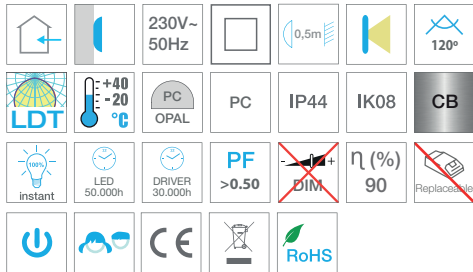 230V~
50Hz
0,5m
120º
LDT
+40
-20
°C
PC
OPAL
PC
IP44
IK08
CB
100%
instant
LED
50.000h
DRIVER
30.000h
PF
>0.50
- +
DIM
η (%)
90
Replaceable
CE
RoHS